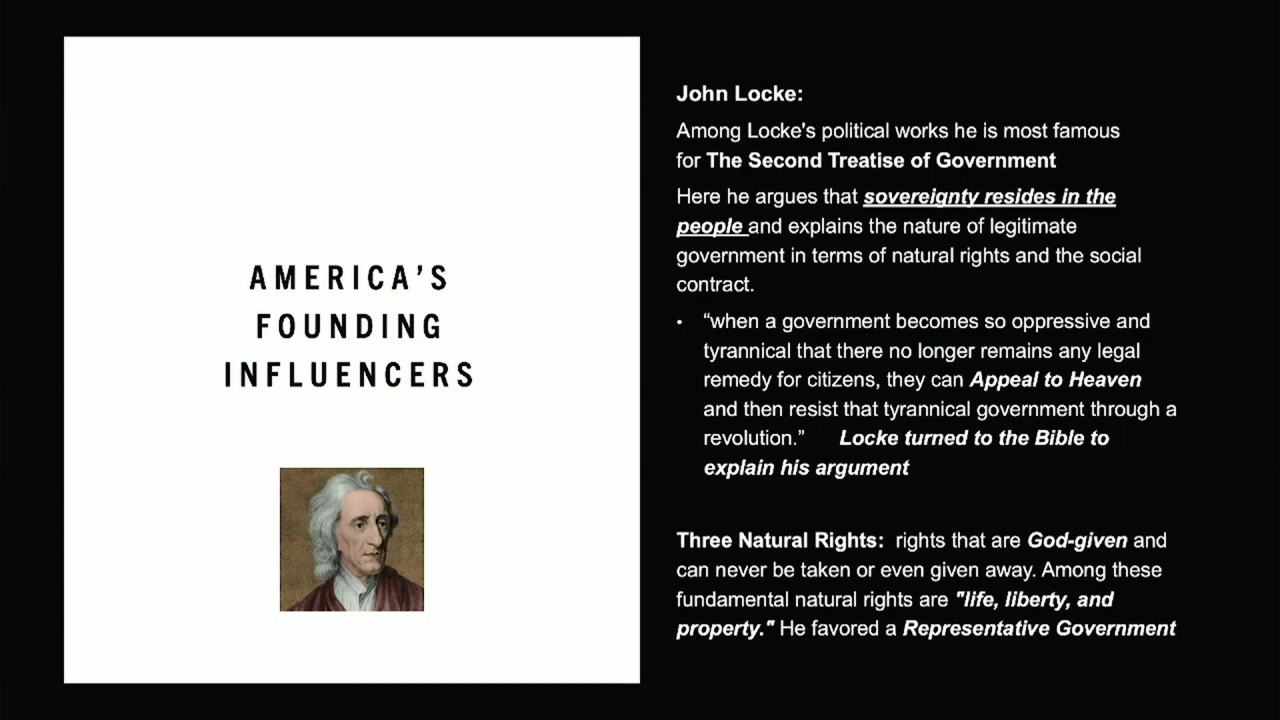 AMERICA’S
FOUNDING
INFLUENCERS
John Locke:
Among Locke's political works he is most famous
for The Second Treatise of Government
Here he argues that sovereignty resides in the
people and explains the nature of legitimate
government in terms of natural rights and the social
contract.
• “when a government becomes so oppressive and
tyrannical that there no longer remains any legal
remedy for citizens, they can Appeal to Heaven
and then resist that tyrannical government through a
revolution.” Locke turned to the Bible to
explain his argument
Three Natural Rights: rights that are God-given and
can never be taken or even given away. Among these
fundamental natural rights are "life, liberty, and
property." He favored a Representative Government